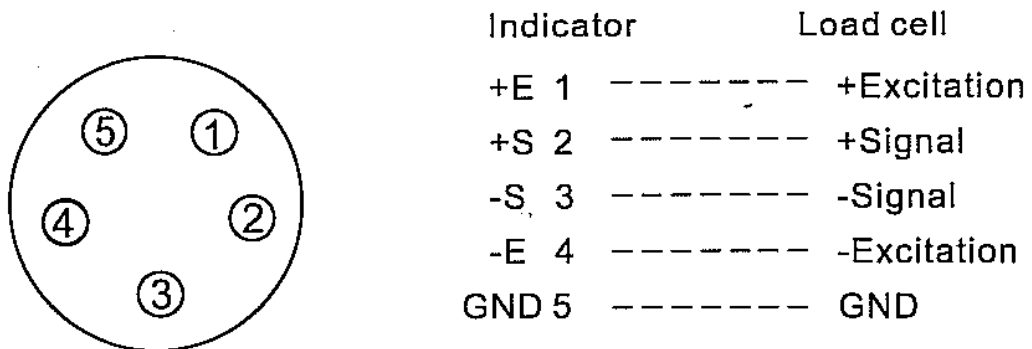 Indicator Load cell
+E 1 ------- +Excitation
+S 2 ------- +Signal
-S 3 ------- -Signal
-E 4 ------- -Excitation
GND 5 ------- GND
5 1
4 2
3